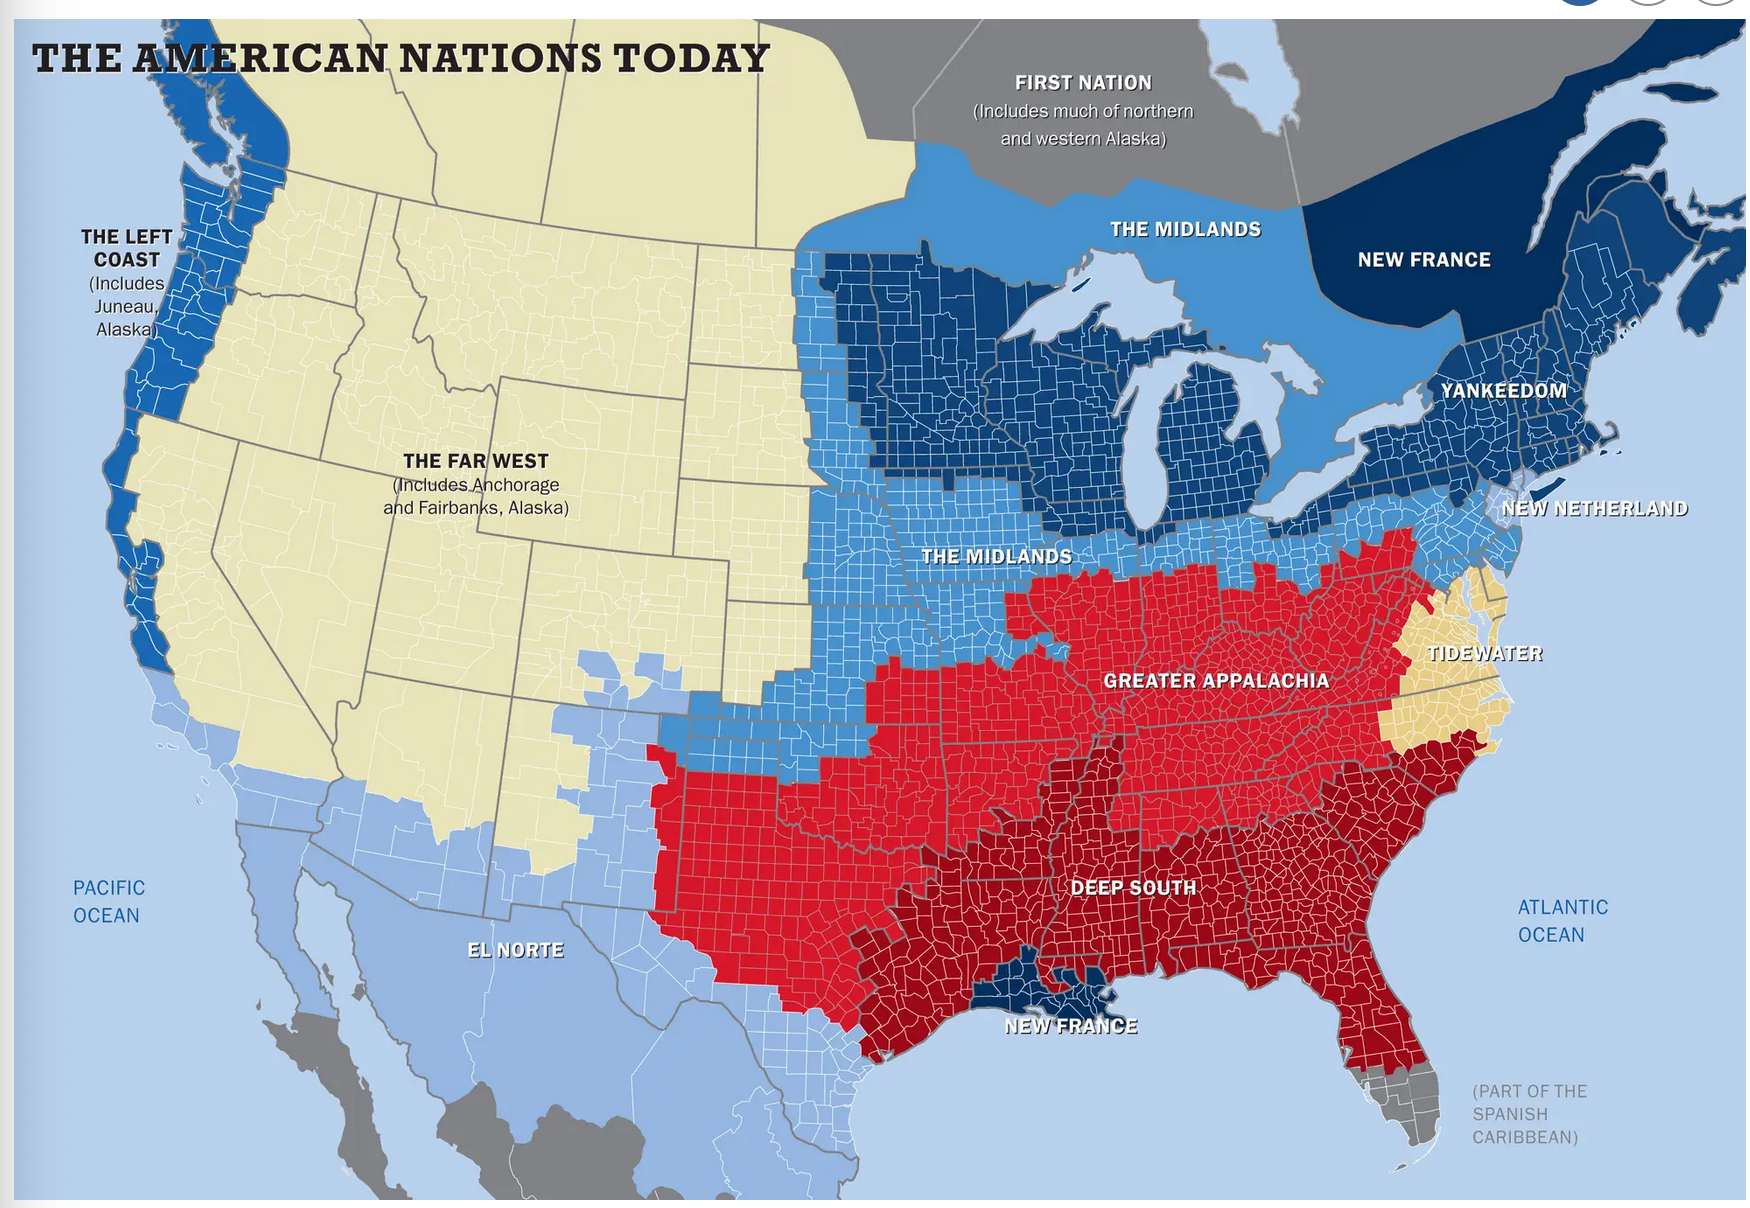 THE AMERICAN NATIONS TODAY
FIRST NATION
(Includes much of northern
and western Alaska)
THE LEFT
COAST
(Includes
Juneau,
Alaska)
THE MIDLANDS
NEW FRANCE
YANKEEDOM
THE FAR WEST
(Includes Anchorage
and Fairbanks, Alaska)
NEW NETHERLAND
THE MIDLANDS
TIDEWATER
GREATER APPALACHIA
PACIFIC
OCEAN
DEEP SOUTH
ATLANTIC
OCEAN
EL NORTE
NEW FRANCE
(PART OF THE
SPANISH
CARIBBEAN)